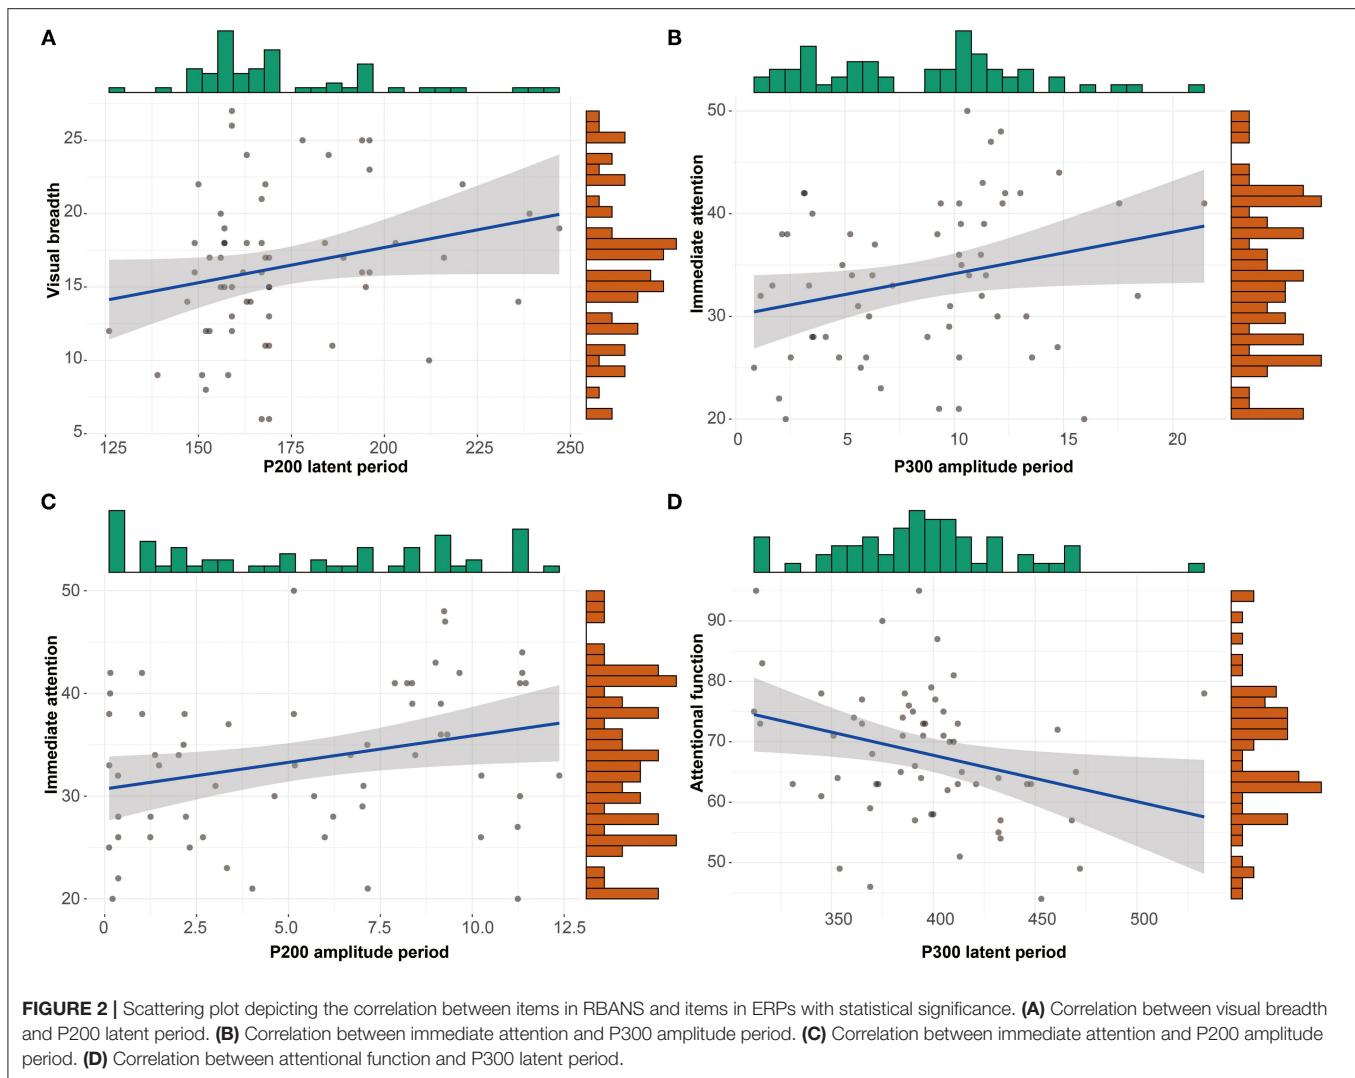 A
Visual breadth
25
20
15
10
5
125 150 175 200 225 250
P200 latent period
B
Immediate attention
50
40
30
20
0 5 10 15 20
P300 amplitude period
C
Immediate attention
50
40
30
20
0 2.5 5.0 7.5 10.0 12.5
P200 amplitude period
D
Attentional function
90
80
70
60
50
350 400 450 500
P300 latent period
FIGURE 2 | Scattering plot depicting the correlation between items in RBANS and items in ERPs with statistical significance. (A) Correlation between visual breadth
and P200 latent period. (B) Correlation between immediate attention and P300 amplitude period. (C) Correlation between immediate attention and P200 amplitude
period. (D) Correlation between attentional function and P300 latent period.